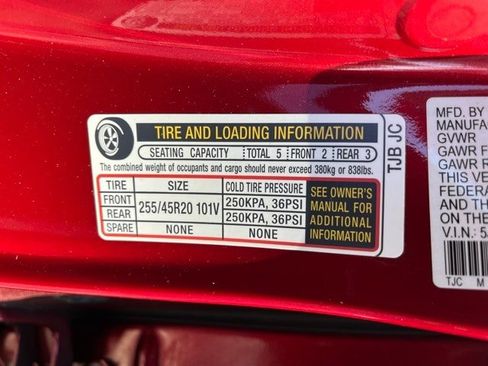 TIRE AND LOADING INFORMATION
SEATING CAPACITY TOTAL 5 FRONT 2 REAR 3
The combined weight of occupants and cargo should never exceed 380kg or 838lbs.
TIRE SIZE COLD TIRE PRESSURE
FRONT 255/45R20 101V 250KPA, 36PSI
REAR 250KPA, 36PSI
SPARE NONE NONE
SEE OWNER'S
MANUAL FOR
ADDITIONAL
INFORMATION
TJB JC
MFD. BY
MANUFA
GVWR
GAWR F
GAWR
THIS VE
FEDERA
ON THE
V.I.N.: 5
TJC M